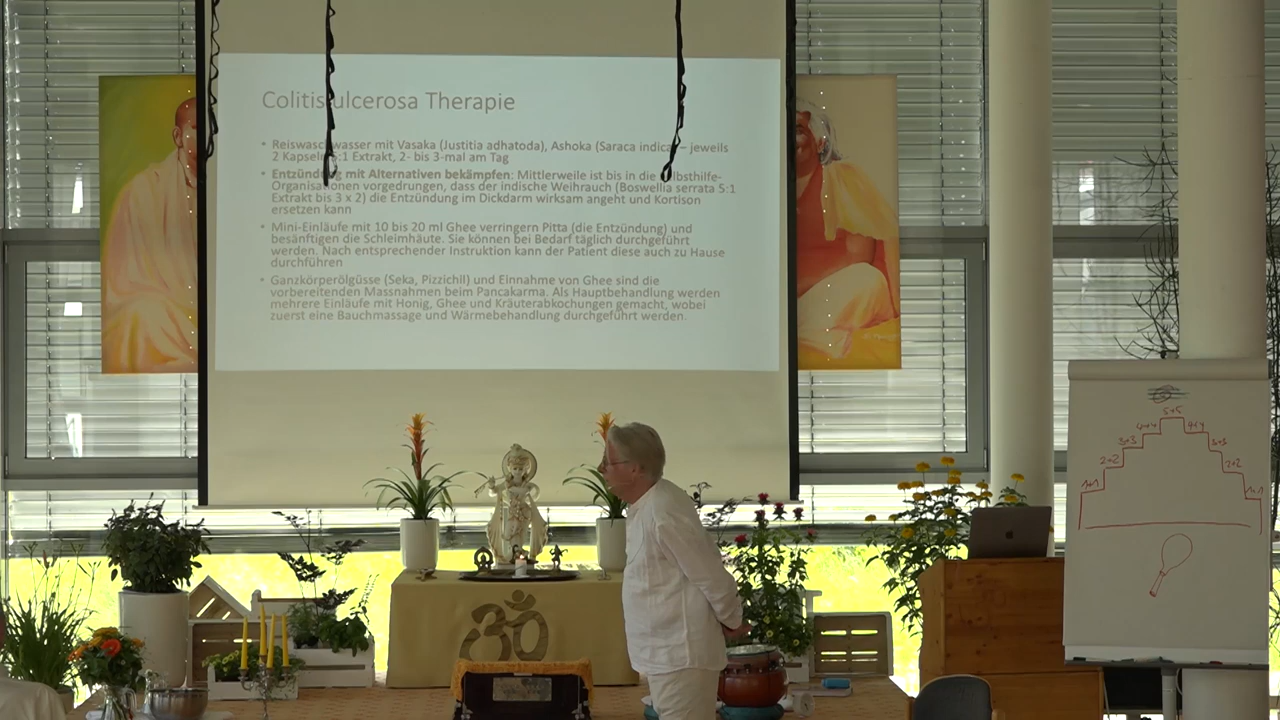 Colitis ulcerosa Therapie
• Reiswaschwasser mit Vasaka (Justitia adhatoda), Ashoka (Saraca indica) – jeweils
2 Kapseln 5:1 Extrakt, 2- bis 3-mal am Tag
• Entzündung mit Alternativen bekämpfen: Mittlerweile ist bis in die Selbsthilfe-
Organisationen vorgedrungen, dass der indische Weihrauch (Boswellia serrata 5:1
Extrakt bis 3 x 2) die Entzündung im Dickdarm wirksam angeht und Kortison
ersetzen kann
• Mini-Einläufe mit 10 bis 20 ml Ghee verringern Pitta (die Entzündung) und
besänftigen die Schleimhäute. Sie können bei Bedarf täglich durchgeführt
werden. Nach entsprechender Instruktion kann der Patient diese auch zu Hause
durchführen
• Ganzkörperölgüsse (Seka, Pizzichil) und Einnahme von Ghee sind die
vorbereitenden Massnahmen beim Pancakarma. Als Hauptbehandlung werden
mehrere Einläufe mit Honig, Ghee und Kräuterabkochungen gemacht, wobei
zuerst eine Bauchmassage und Wärmebehandlung durchgeführt werden.
5+5
4+4 4+4
3+3 3+3
2+2 2+2
1+1 1+1
ॐ